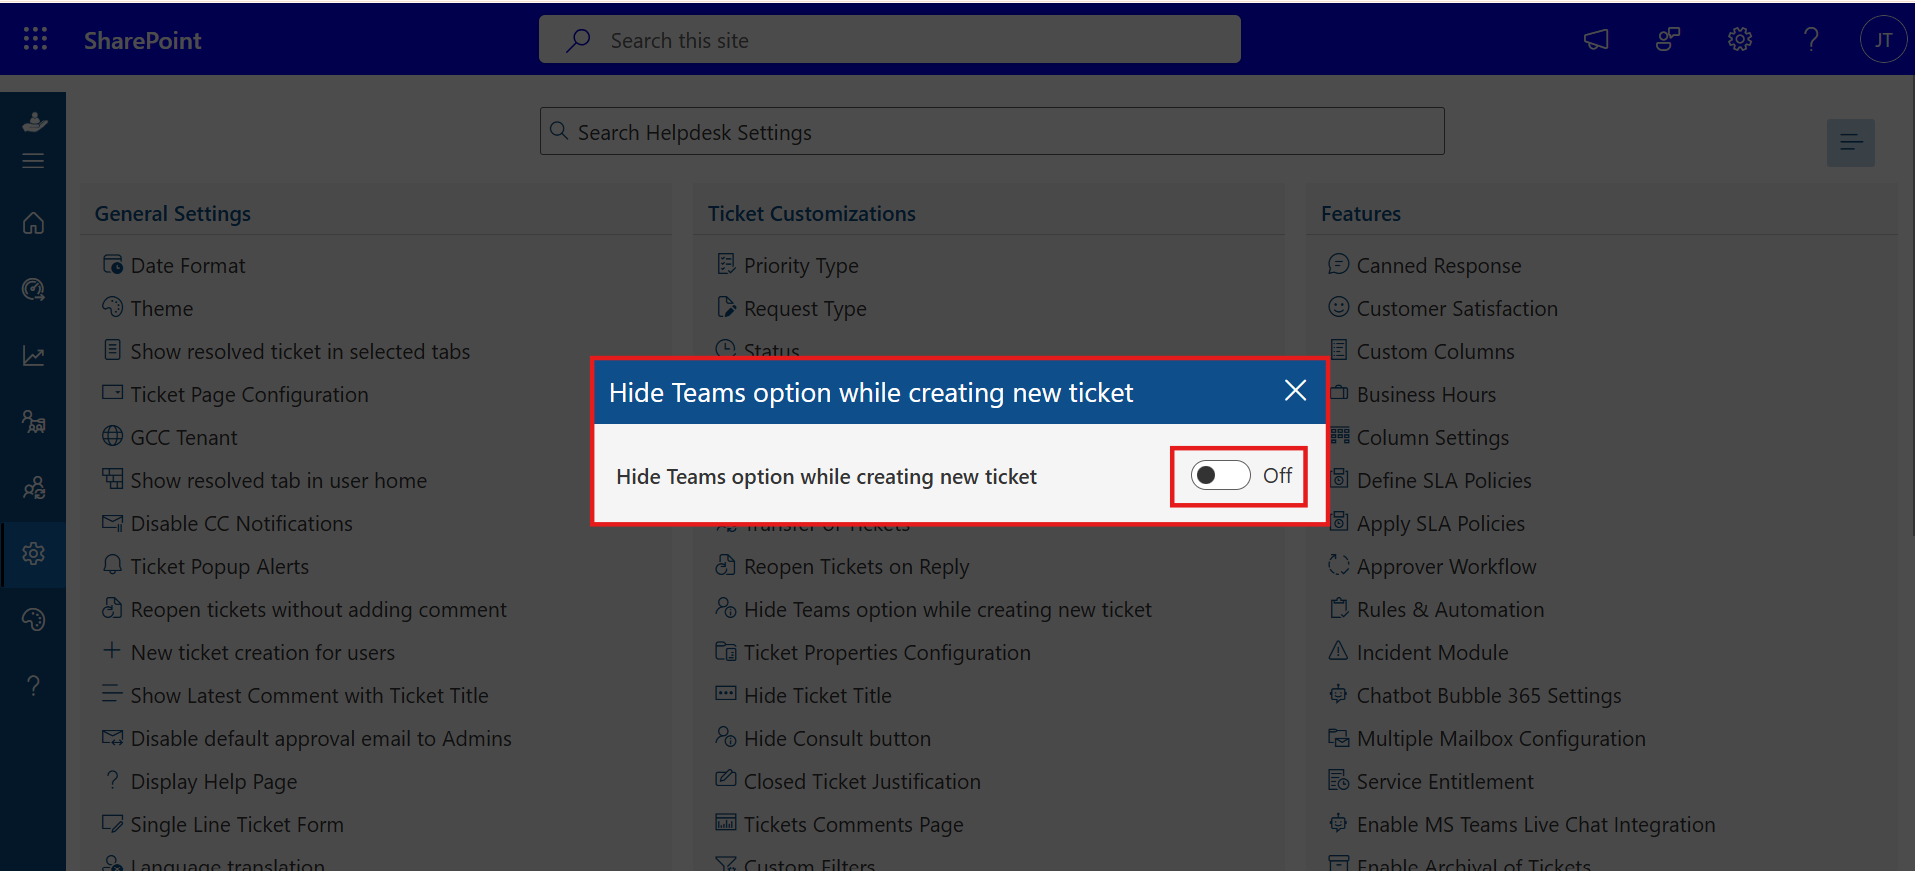 SharePoint
Search this site
JT
Search Helpdesk Settings
General Settings
Date Format
Theme
Show resolved ticket in selected tabs
Ticket Page Configuration
GCC Tenant
Show resolved tab in user home
Disable CC Notifications
Ticket Popup Alerts
Reopen tickets without adding comment
New ticket creation for users
Show Latest Comment with Ticket Title
Disable default approval email to Admins
Display Help Page
Single Line Ticket Form
Language translation
Ticket Customizations
Priority Type
Request Type
Status
Hide Teams option while creating new ticket
Hide Teams option while creating new ticket
Off
Transfer of Tickets
Reopen Tickets on Reply
Hide Teams option while creating new ticket
Ticket Properties Configuration
Hide Ticket Title
Hide Consult button
Closed Ticket Justification
Tickets Comments Page
Custom Filters
Features
Canned Response
Customer Satisfaction
Custom Columns
Business Hours
Column Settings
Define SLA Policies
Apply SLA Policies
Approver Workflow
Rules & Automation
Incident Module
Chatbot Bubble 365 Settings
Multiple Mailbox Configuration
Service Entitlement
Enable MS Teams Live Chat Integration
Enable Archival of Tickets